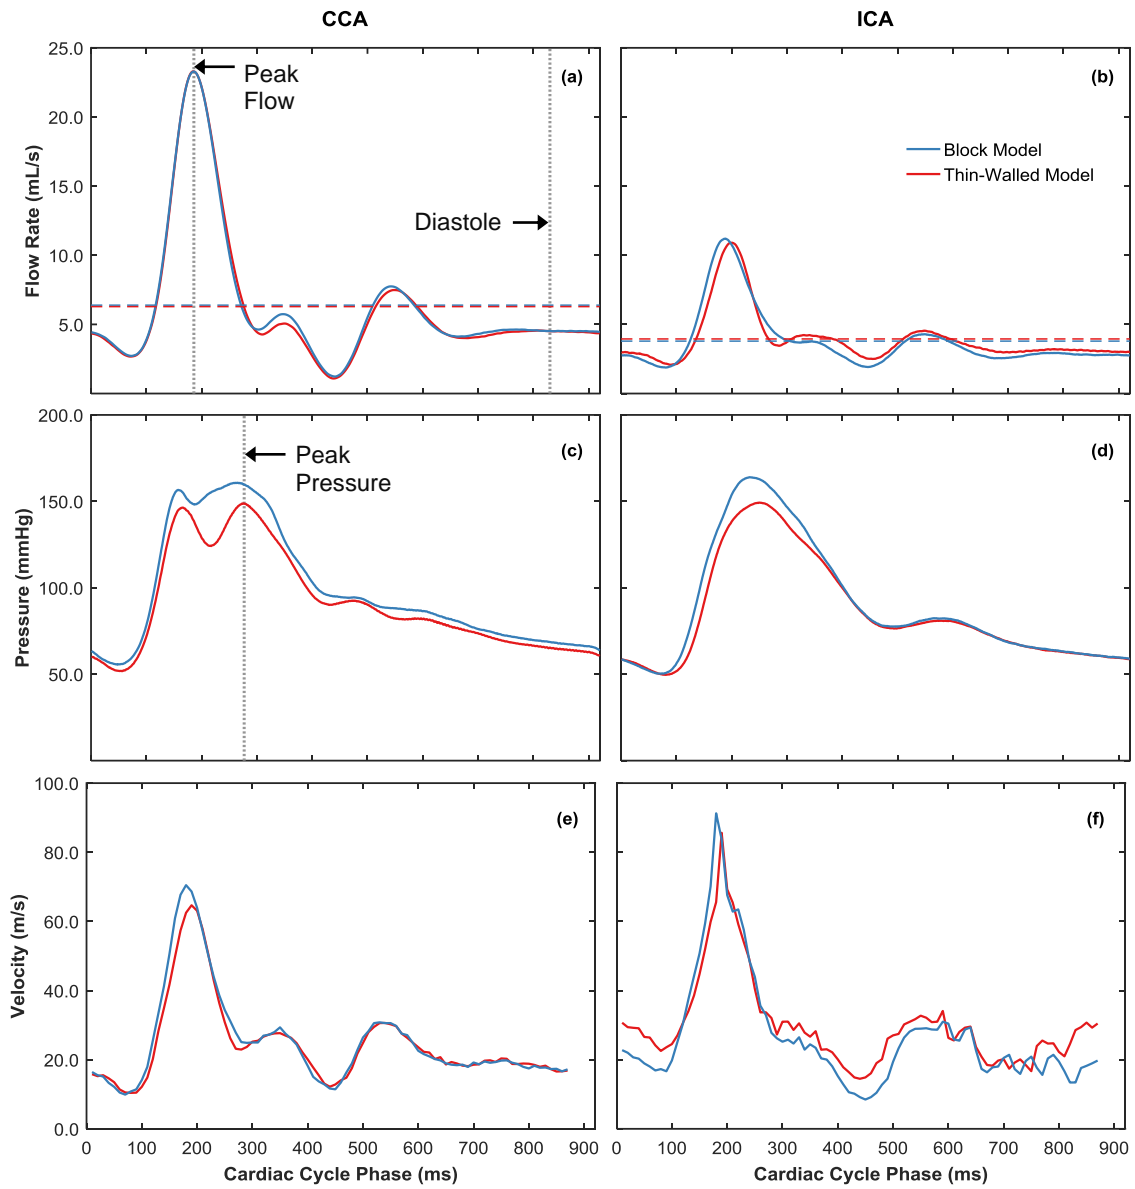 CCA
ICA
Flow Rate (mL/s)
25.0
20.0
15.0
10.0
5.0
Peak
Flow
Diastole
(a)
(b)
Block Model
Thin-Walled Model
Pressure (mmHg)
200.0
150.0
100.0
50.0
Peak
Pressure
(c)
(d)
Velocity (m/s)
100.0
80.0
60.0
40.0
20.0
0.0
(e)
(f)
0 100 200 300 400 500 600 700 800 900
0 100 200 300 400 500 600 700 800 900
Cardiac Cycle Phase (ms)
Cardiac Cycle Phase (ms)